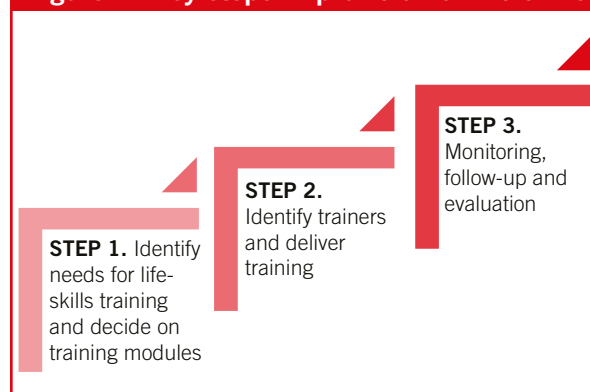 STEP 1. Identify
needs for life-
skills training
and decide on
training modules
STEP 2.
Identify trainers
and deliver
training
STEP 3.
Monitoring,
follow-up and
evaluation